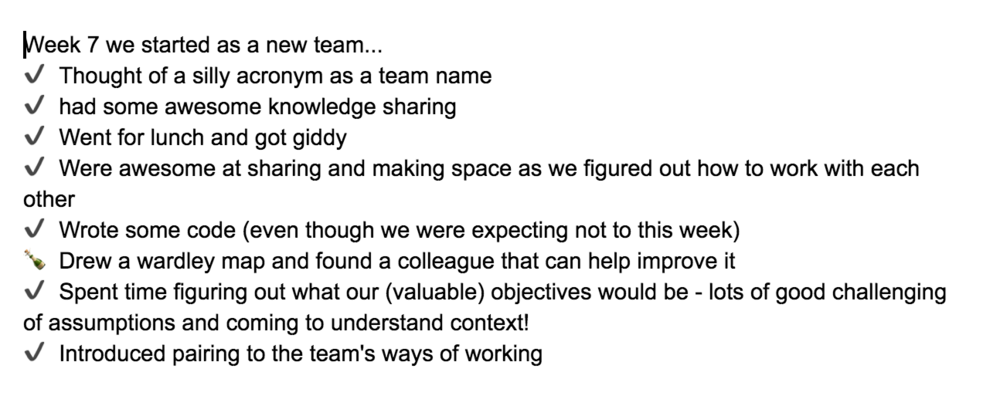 Week 7 we started as a new team...
✔ Thought of a silly acronym as a team name
✔ had some awesome knowledge sharing
✔ Went for lunch and got giddy
✔ Were awesome at sharing and making space as we figured out how to work with each
other
✔ Wrote some code (even though we were expecting not to this week)
🍾 Drew a wardley map and found a colleague that can help improve it
✔ Spent time figuring out what our (valuable) objectives would be - lots of good challenging
of assumptions and coming to understand context!
✔ Introduced pairing to the team's ways of working